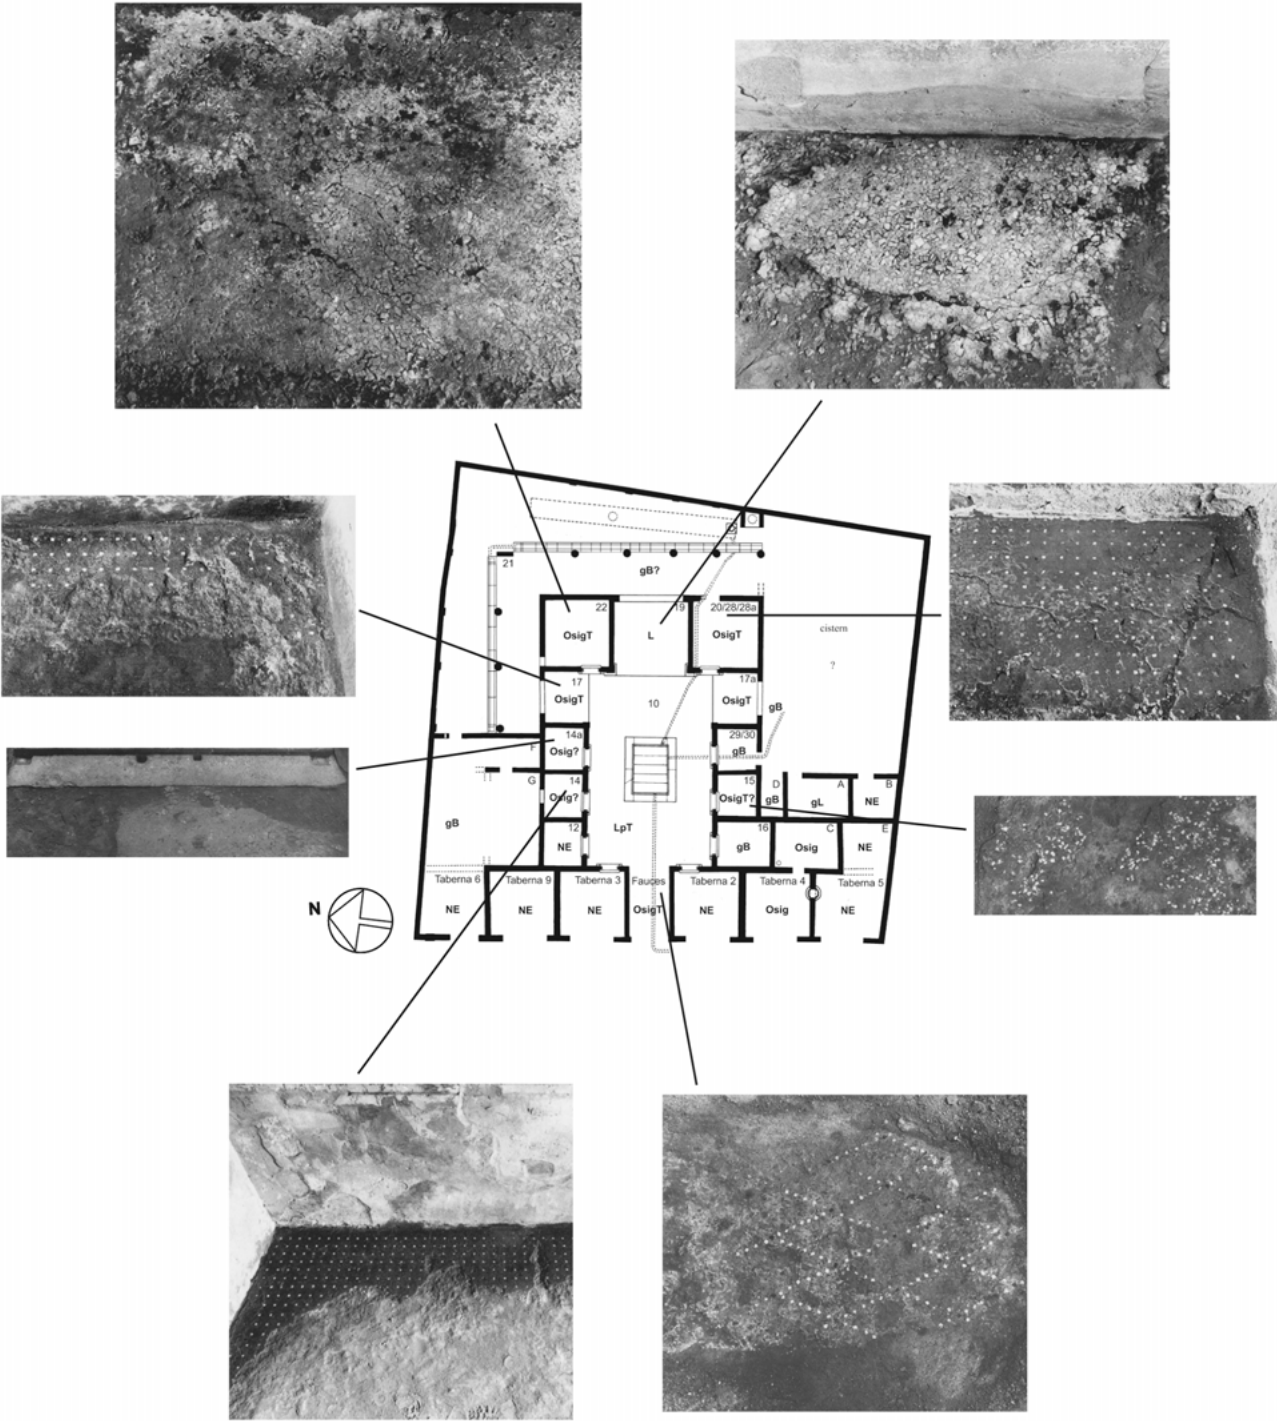 gB?
21
22
19
20/28/28a
OsigT
L
OsigT
cistern
?
17
OsigT
10
17a
OsigT
gB
14a
Osig?
F
29/30
gB
G
14
Osig?
15
OsigT?
D
gB
A
gL
B
NE
gB
12
NE
LpT
16
gB
C
Osig
E
NE
Taberna 6
NE
Taberna 9
NE
Taberna 3
NE
Fauces
OsigT
Taberna 2
NE
Taberna 4
Osig
Taberna 5
NE
N